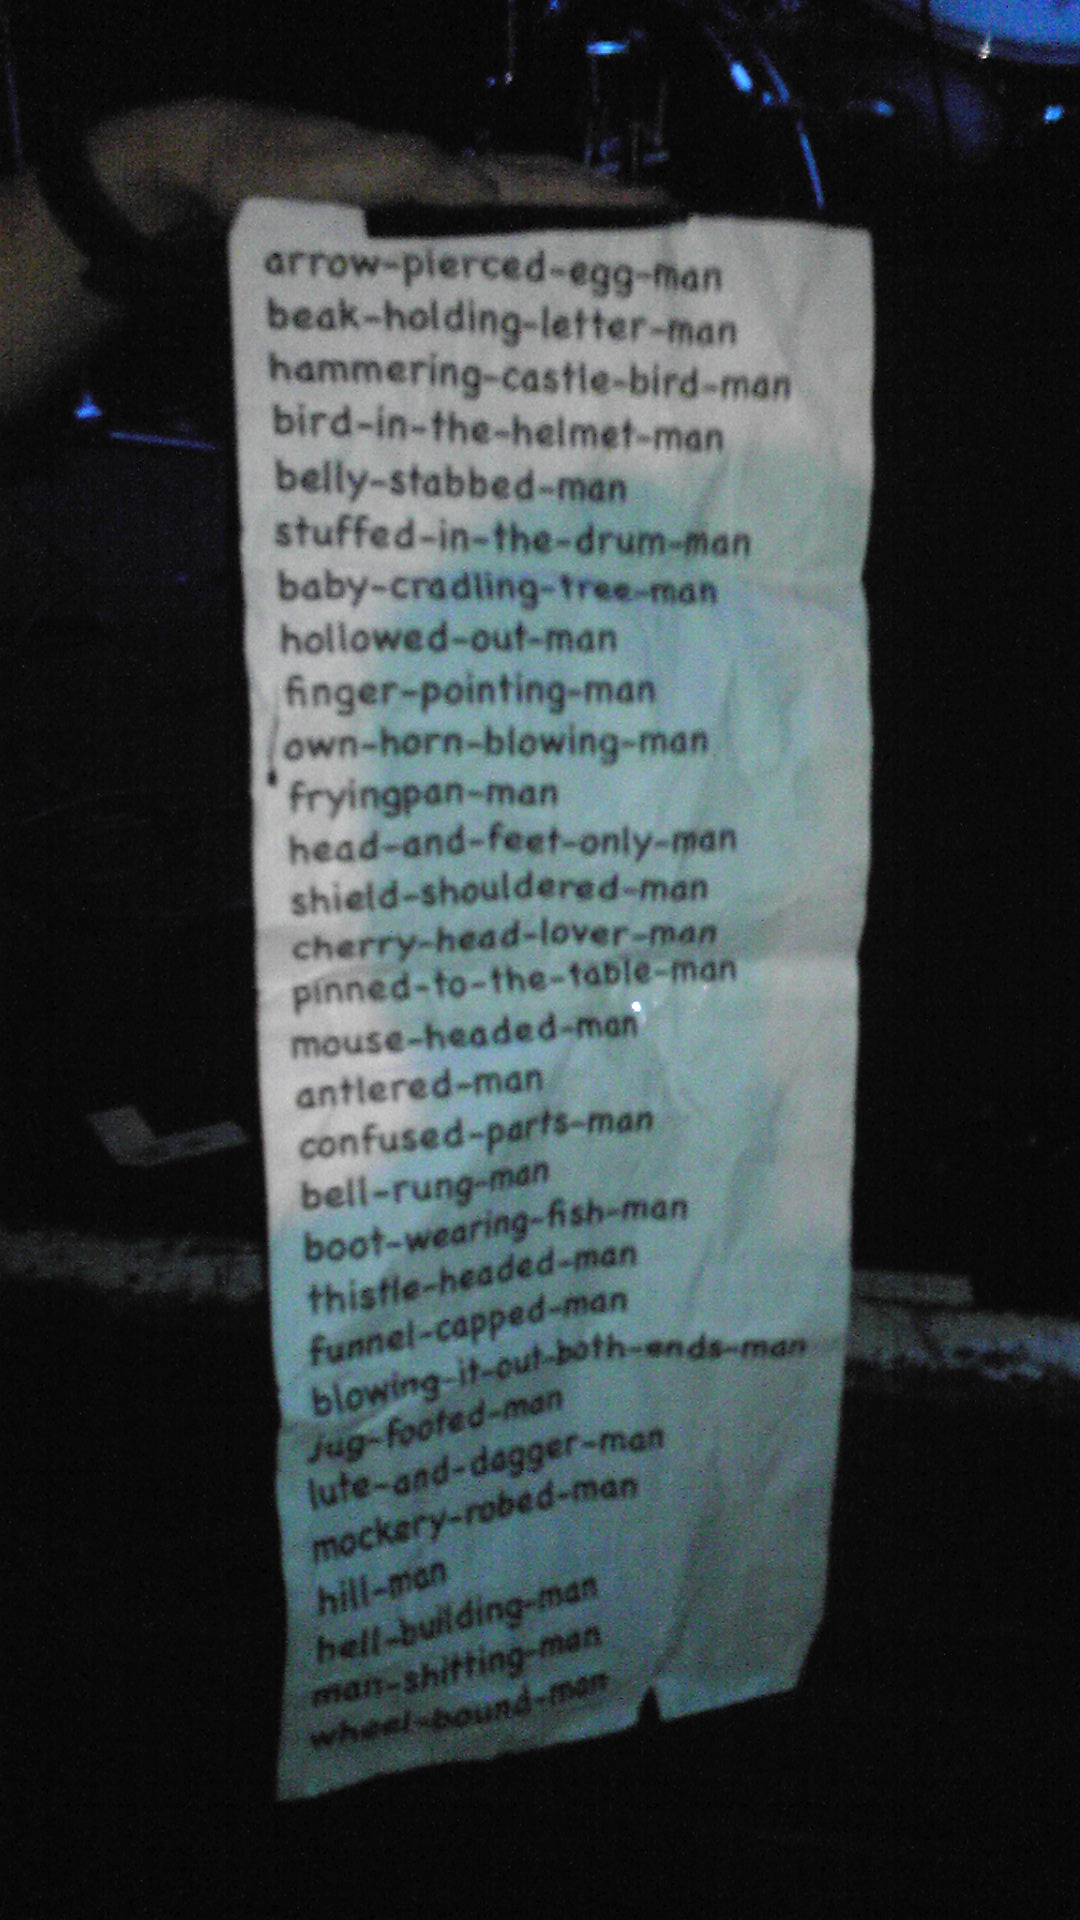 arrow-pierced-egg-man
beak-holding-letter-man
hammering-castle-bird-man
bird-in-the-helmet-man
belly-stabbed-man
stuffed-in-the-drum-man
baby-cradling-tree-man
hollowed-out-man
finger-pointing-man
own-horn-blowing-man
fryingpan-man
head-and-feet-only-man
shield-shouldered-man
cherry-head-lover-man
pinned-to-the-table-man
mouse-headed-man
antlered-man
confused-parts-man
bell-rung-man
boot-wearing-fish-man
thistle-headed-man
funnel-capped-man
blowing-it-out-both-ends-man
jug-footed-man
lute-and-dagger-man
mockery-robed-man
hill-man
hell-building-man
man-shitting-man
wheel-bound-man